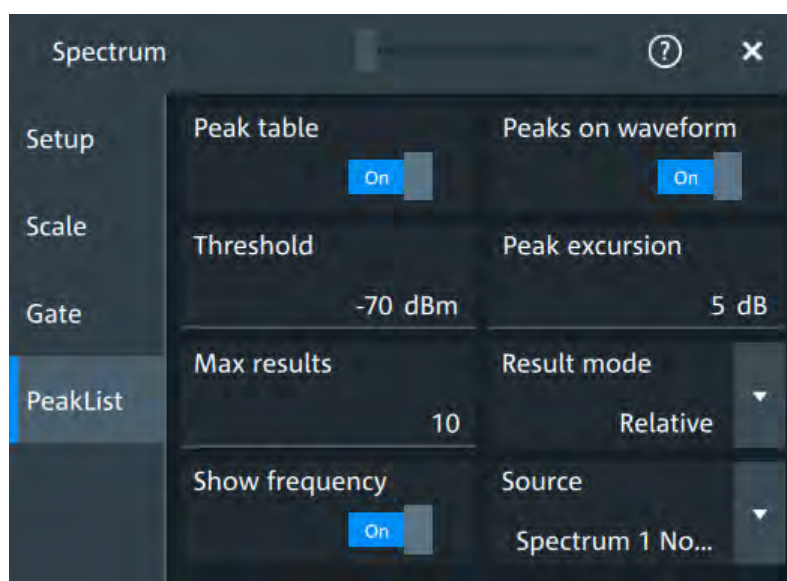 Spectrum
?
×
Setup
Scale
Gate
PeakList
Peak table
On
Peaks on waveform
On
Threshold
-70 dBm
Peak excursion
5 dB
Max results
10
Result mode
Relative
Show frequency
On
Source
Spectrum 1 No...